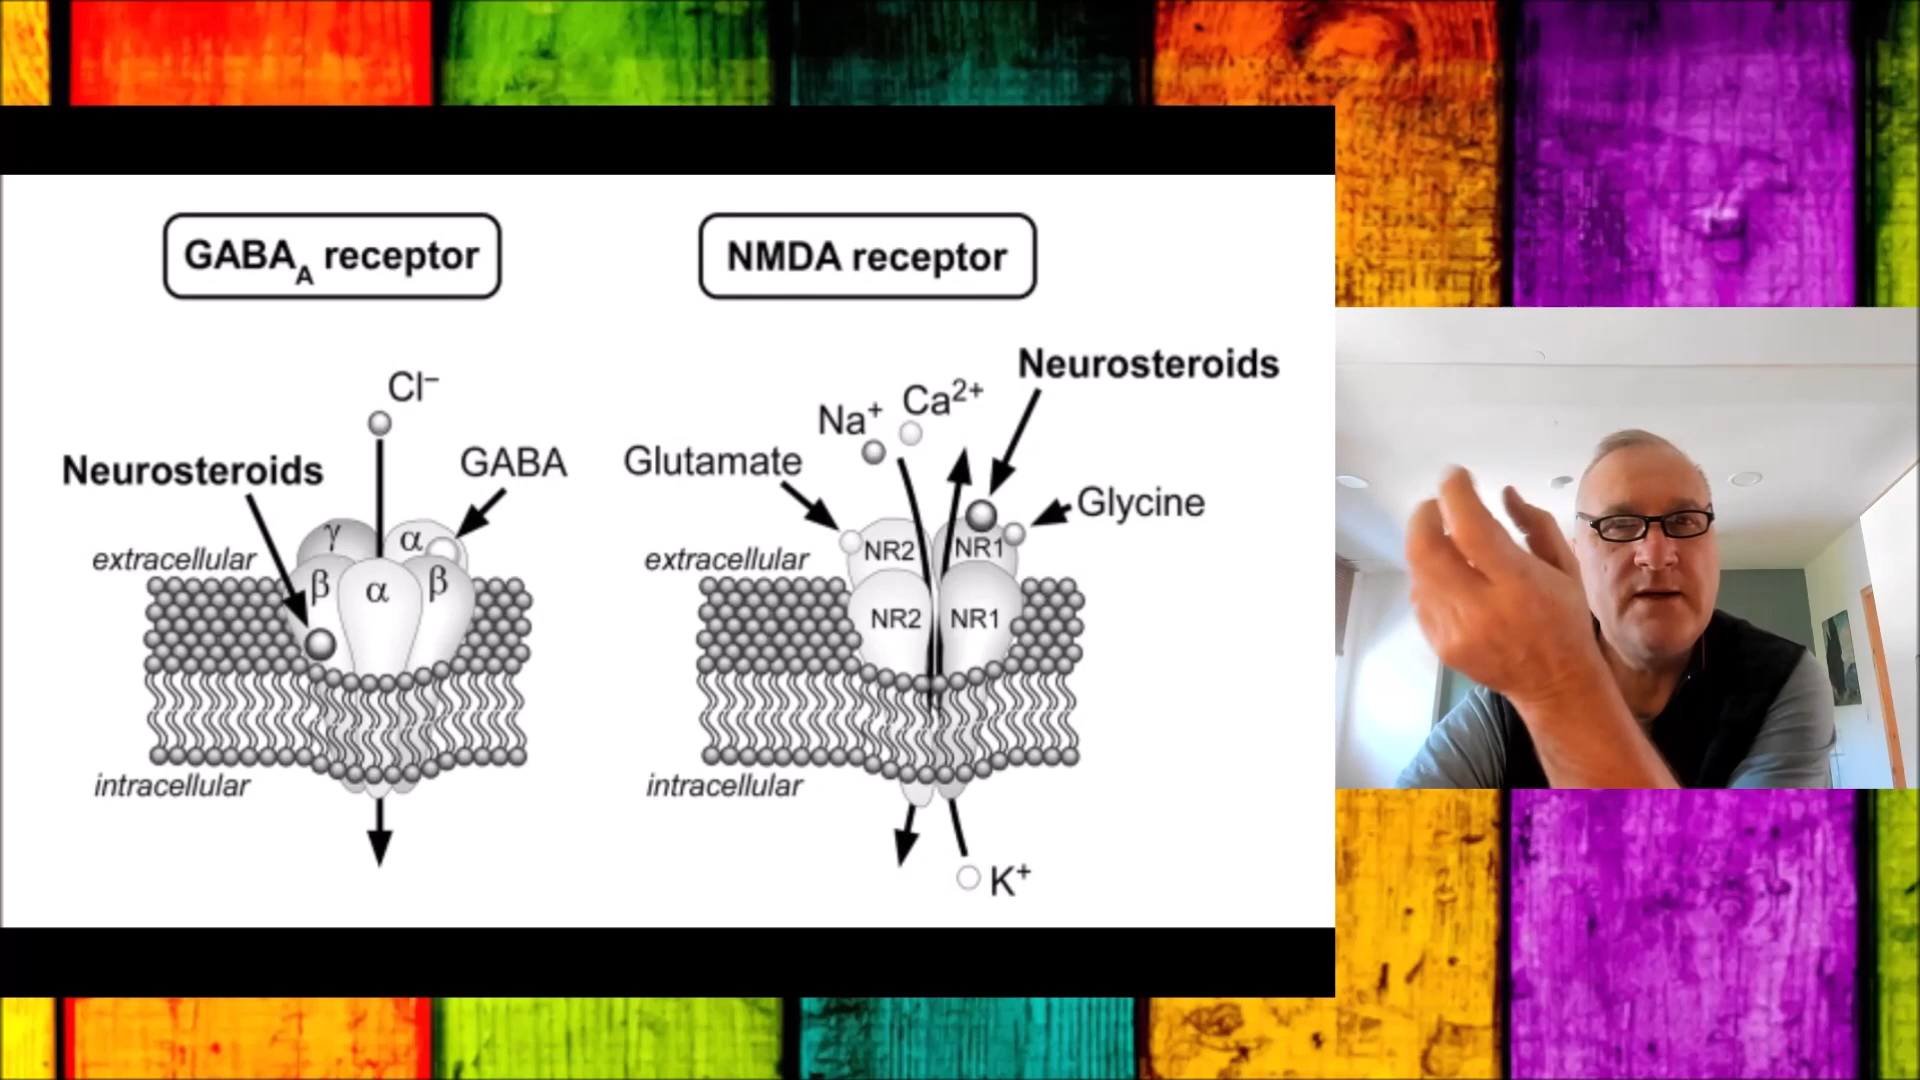 GABAA receptor
Cl–
Neurosteroids
GABA
γ
α
β
α
β
extracellular
intracellular
NMDA receptor
Neurosteroids
Na+
Ca2+
Glutamate
Glycine
NR2
NR1
extracellular
NR2
NR1
intracellular
K+